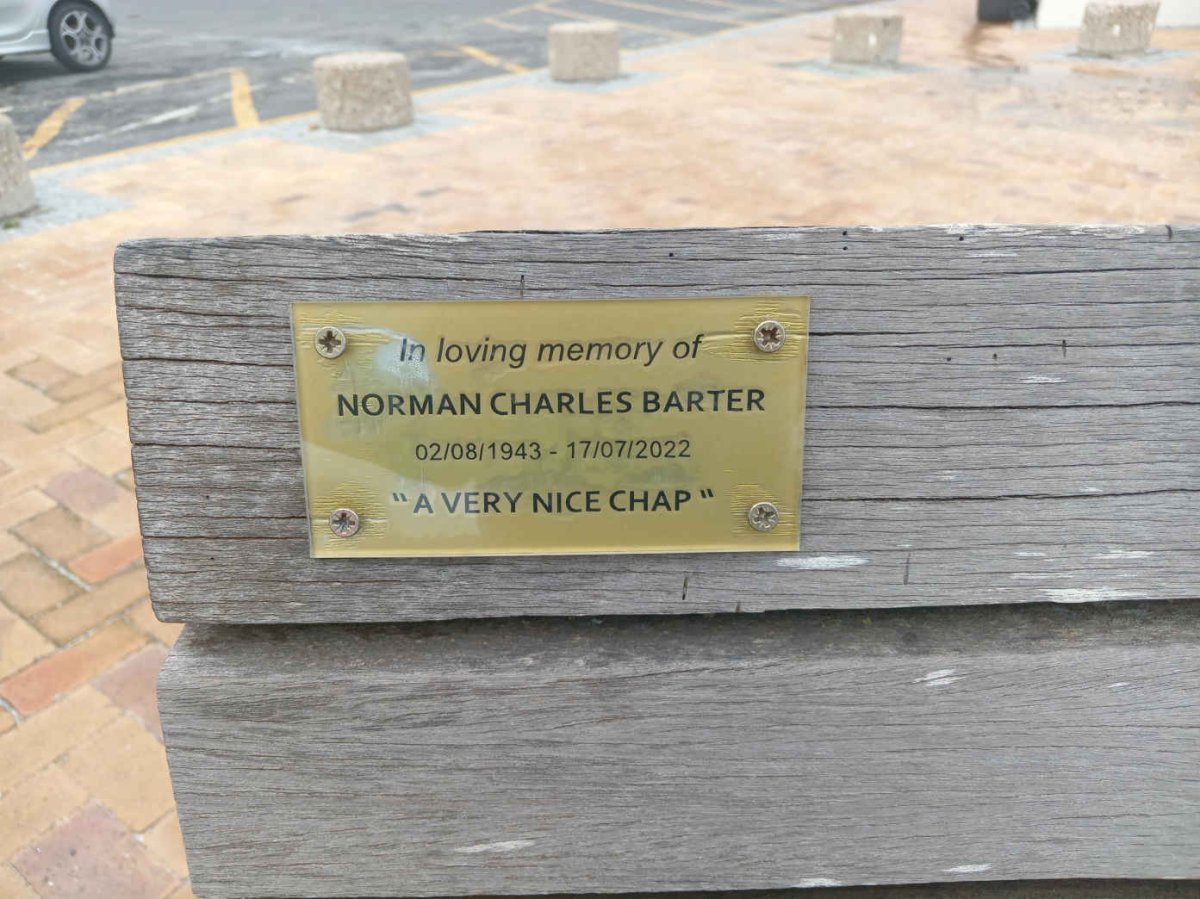 In loving memory of
NORMAN CHARLES BARTER
02/08/1943 - 17/07/2022
" A VERY NICE CHAP "